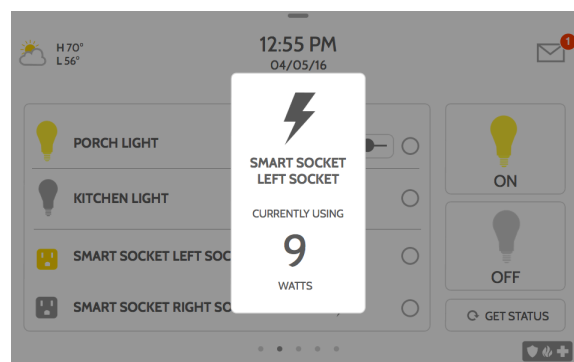 H 70°
L 56°
12:55 PM
04/05/16
1
PORCH LIGHT
KITCHEN LIGHT
SMART SOCKET LEFT SOC
SMART SOCKET RIGHT SO
SMART SOCKET
LEFT SOCKET
CURRENTLY USING
9
WATTS
ON
OFF
GET STATUS